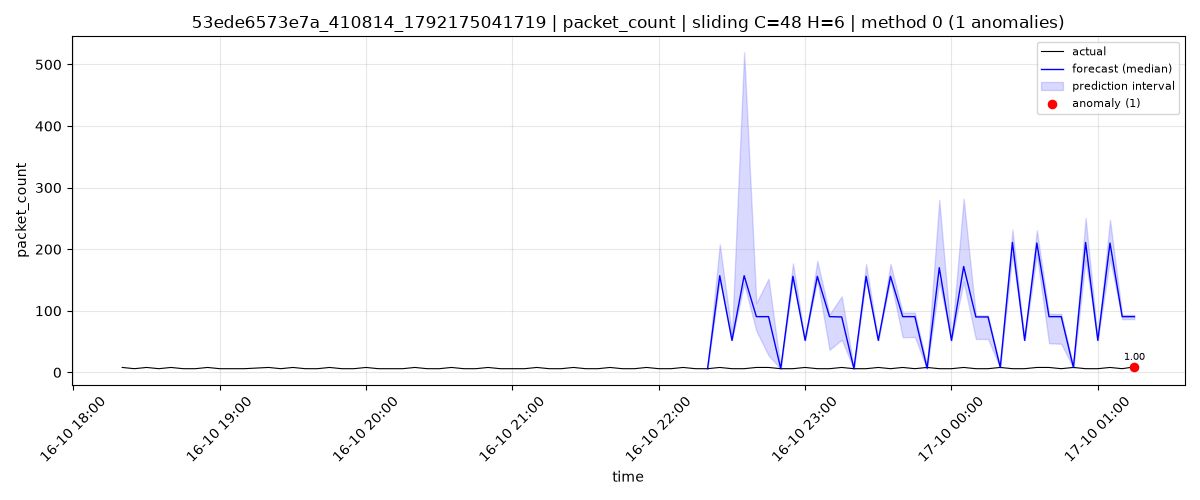 53ede6573e7a_410814_1792175041719 | packet_count | sliding C=48 H=6 | method 0 (1 anomalies)
actual
forecast (median)
prediction interval
anomaly (1)
packet_count
500
400
300
200
100
0
1.00
16-10 18:00
16-10 19:00
16-10 20:00
16-10 21:00
16-10 22:00
16-10 23:00
17-10 00:00
17-10 01:00
time